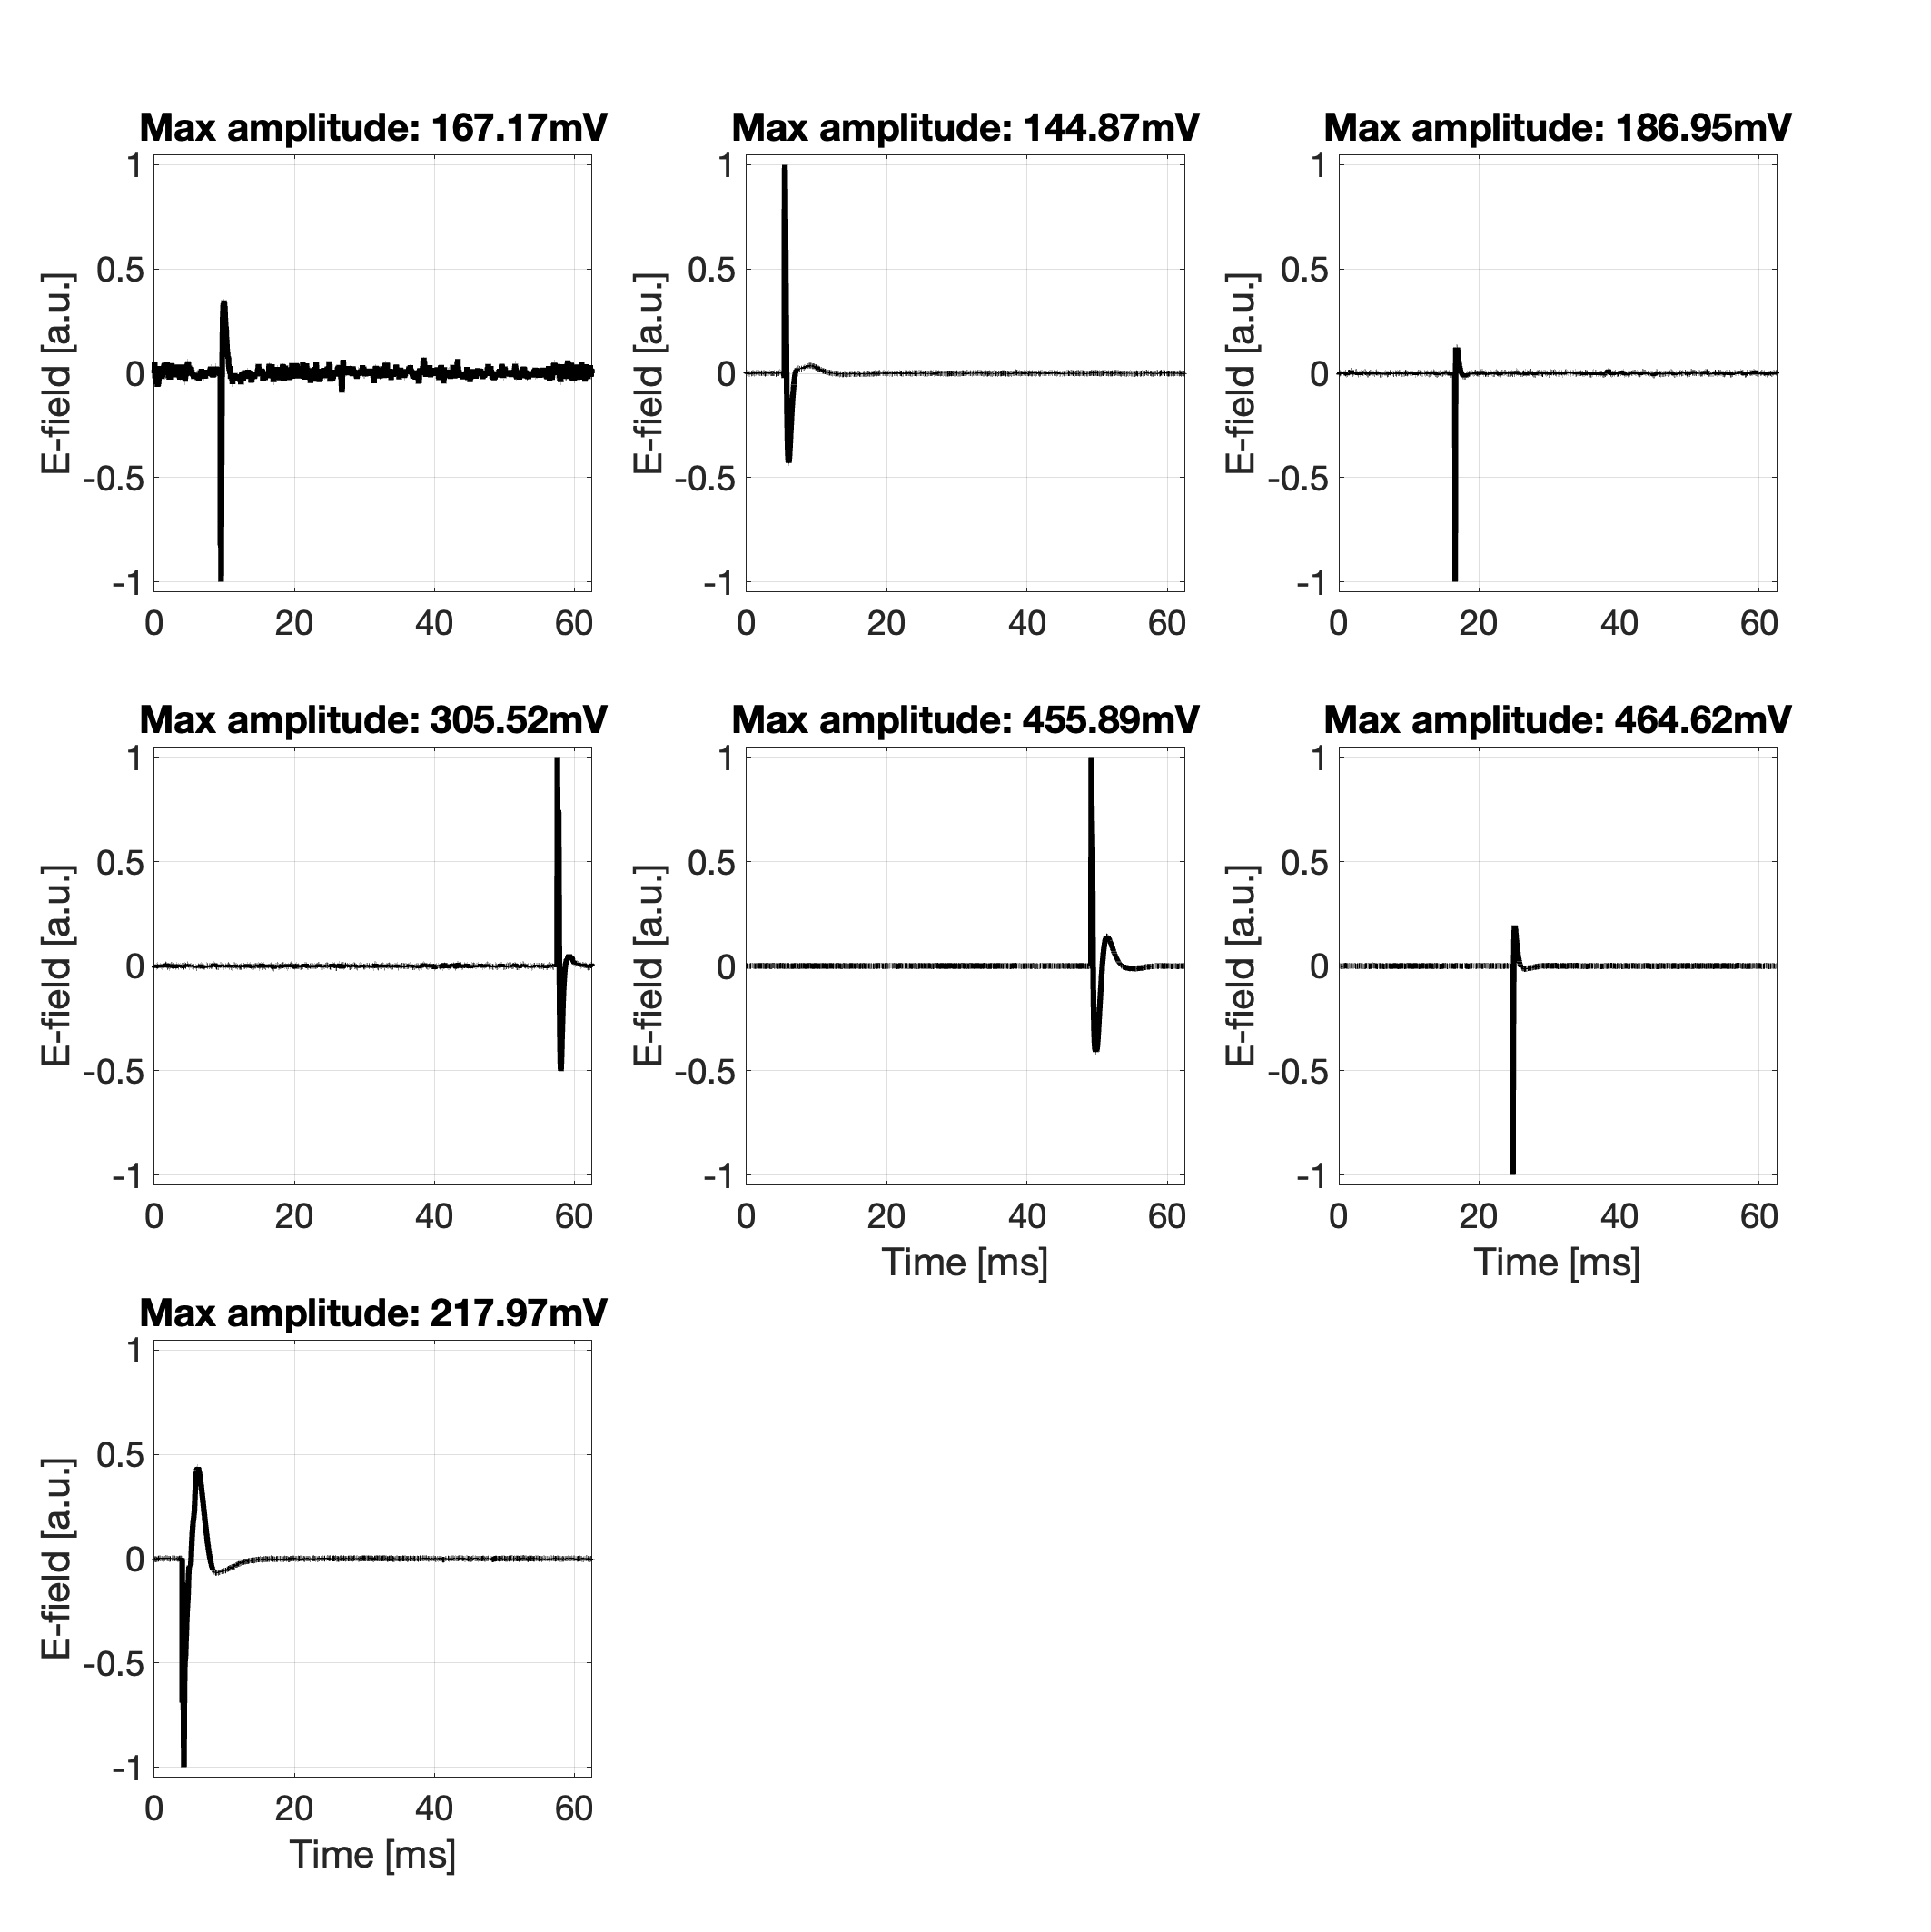 Max amplitude: 167.17mV
1
0.5
0
-0.5
-1
E-field [a.u.]
0 20 40 60
Max amplitude: 144.87mV
1
0.5
0
-0.5
-1
E-field [a.u.]
0 20 40 60
Max amplitude: 186.95mV
1
0.5
0
-0.5
-1
E-field [a.u.]
0 20 40 60
Max amplitude: 305.52mV
1
0.5
0
-0.5
-1
E-field [a.u.]
0 20 40 60
Max amplitude: 455.89mV
1
0.5
0
-0.5
-1
E-field [a.u.]
0 20 40 60
Time [ms]
Max amplitude: 464.62mV
1
0.5
0
-0.5
-1
E-field [a.u.]
0 20 40 60
Time [ms]
Max amplitude: 217.97mV
1
0.5
0
-0.5
-1
E-field [a.u.]
0 20 40 60
Time [ms]